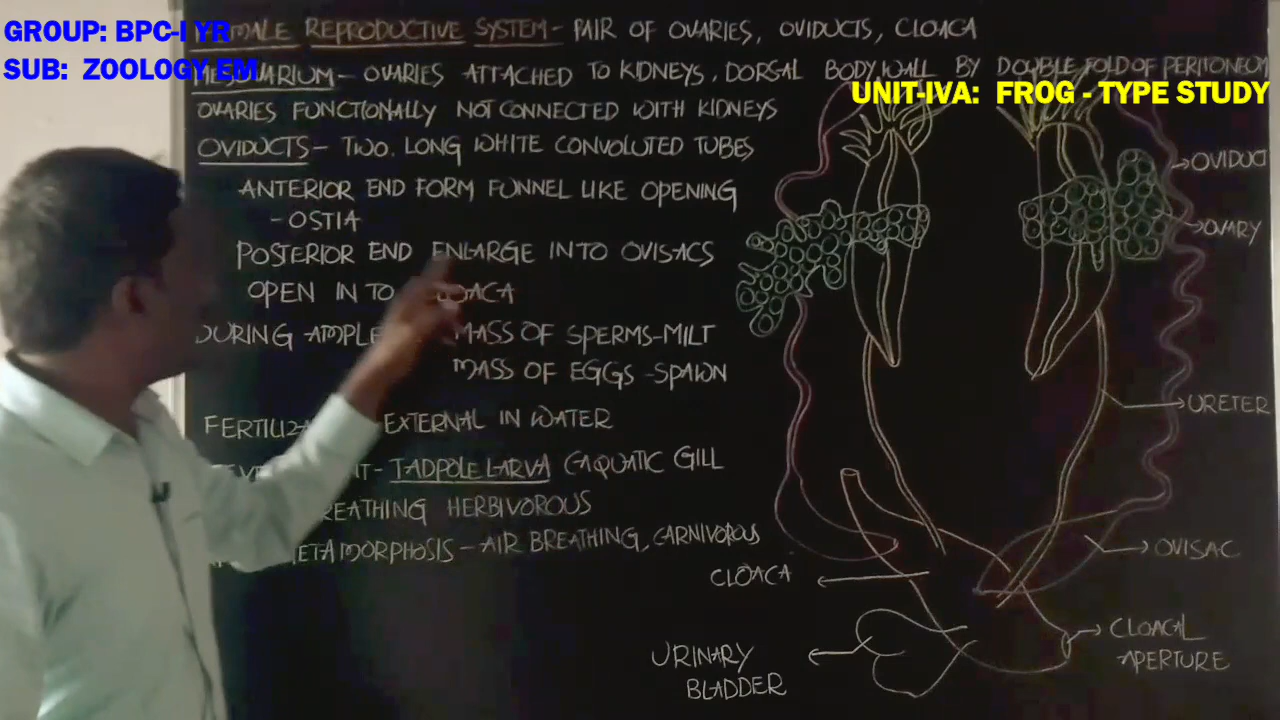 GROUP: BPC-I YR
SUB: ZOOLOGY EM
UNIT-IVA: FROG - TYPE STUDY
MALE REPRODUCTIVE SYSTEM- PAIR OF OVARIES, OVIDUCTS, CLOACA
- OVARIES ATTACHED TO KIDNEYS, DORSAL BODY WALL BY DOUBLE FOLD OF PERITONEUM
OVARIES FUNCTIONALLY NOT CONNECTED WITH KIDNEYS
OVIDUCTS - TWO, LONG WHITE CONVOLUTED TUBES
ANTERIOR END FORM FUNNEL LIKE OPENING
- OSTIA
POSTERIOR END ENLARGE INTO OVISACS
OPEN IN TO
DURING MASS OF SPERMS-MILT
MASS OF EGGS -SPAWN
EXTERNAL IN WATER
- TADPOLE LARVA (AQUATIC GILL
HERBIVOROUS
- AIR BREATHING, CARNIVOROUS
OVIDUCT
OVARY
URETER
OVISAC
CLOACA
CLOACAL
APERTURE
URINARY
BLADDER